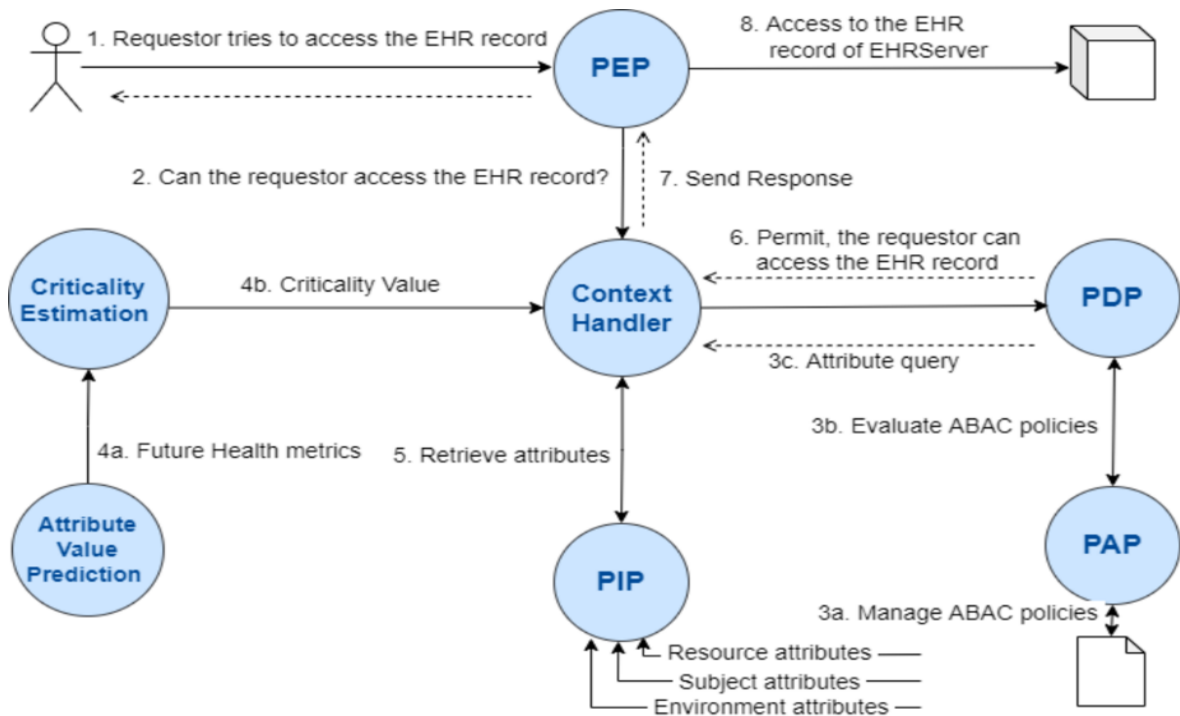 1. Requestor tries to access the EHR record
PEP
8. Access to the EHR
record of EHRServer
2. Can the requestor access the EHR record?
7. Send Response
Criticality
Estimation
4b. Criticality Value
Context
Handler
6. Permit, the requestor can
access the EHR record
PDP
3c. Attribute query
4a. Future Health metrics
5. Retrieve attributes
3b. Evaluate ABAC policies
Attribute
Value
Prediction
PIP
PAP
3a. Manage ABAC policies
Resource attributes
Subject attributes
Environment attributes